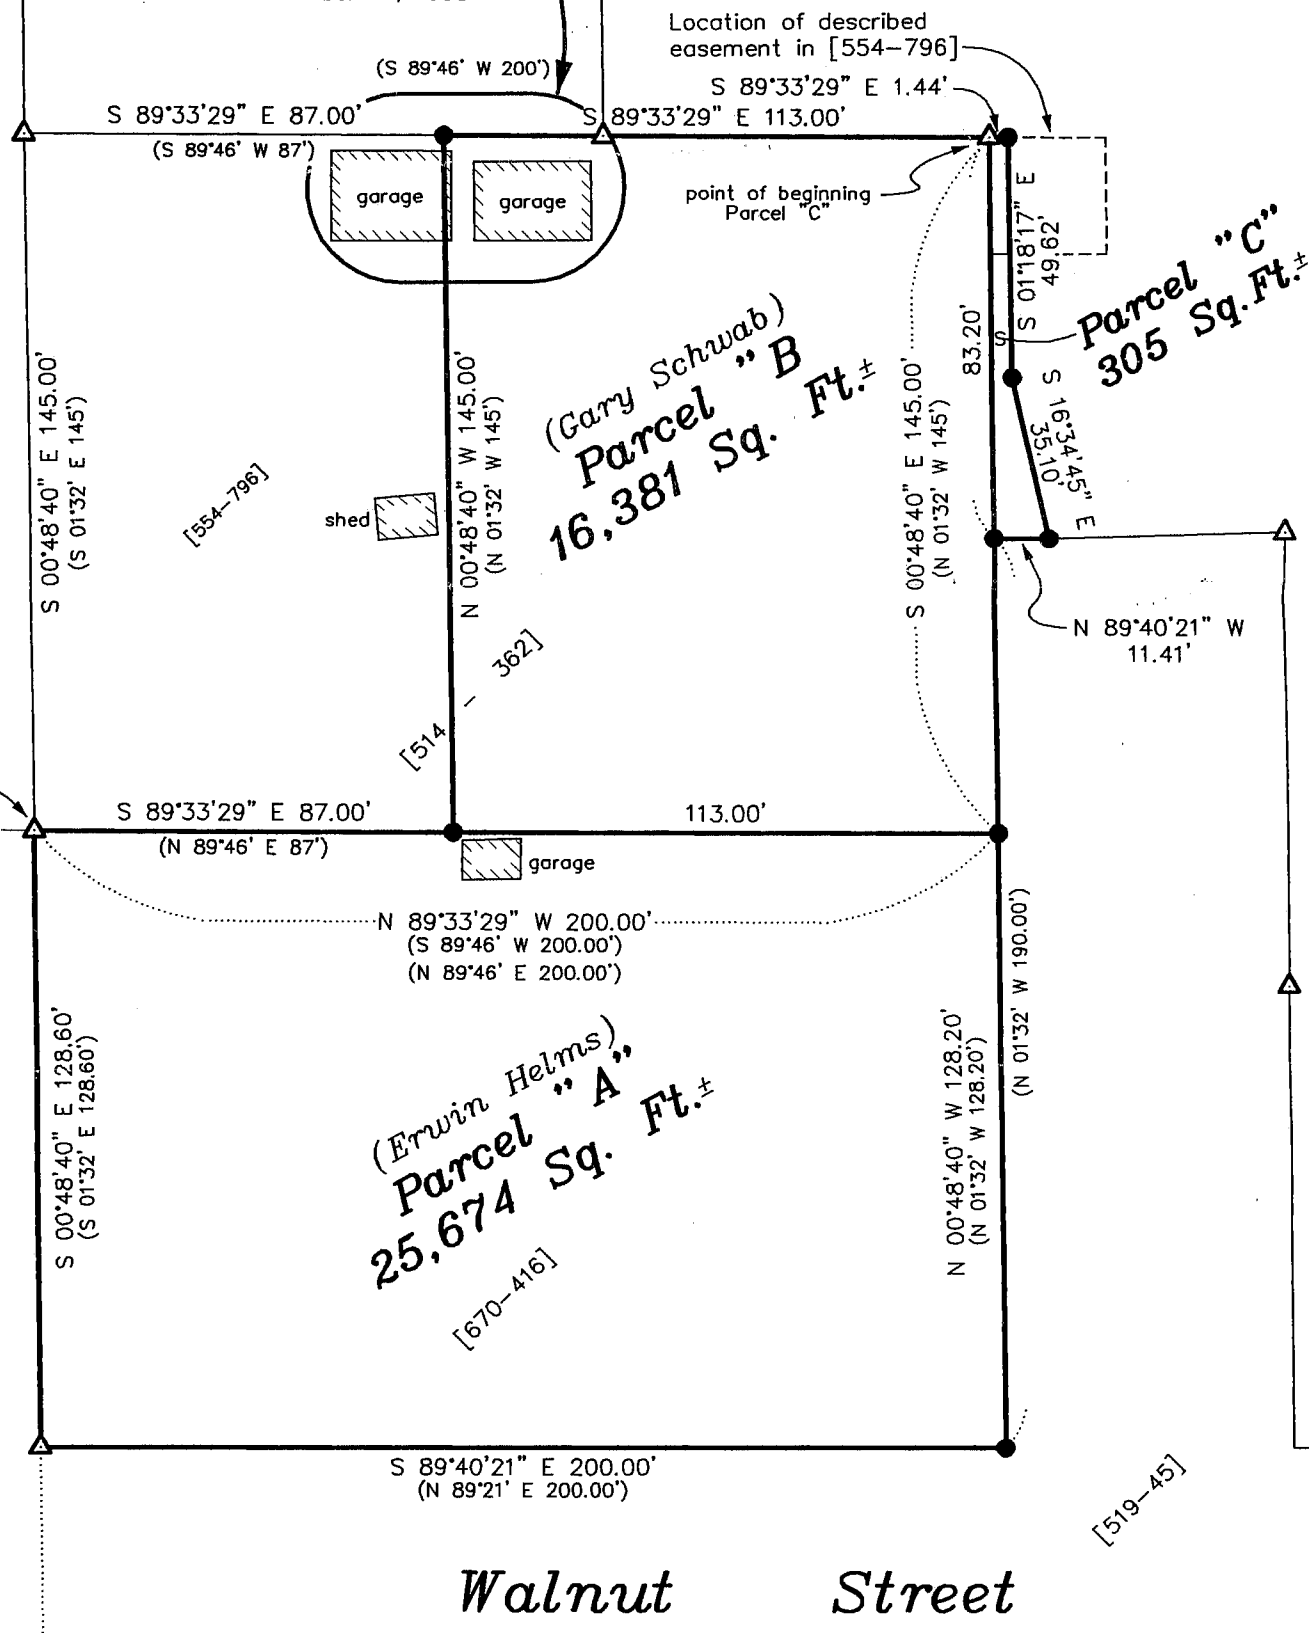 Location of described
easement in [554-796]
(S 89°46' W 200')
S 89°33'29" E 1.44'
S 89°33'29" E 87.00'
S 89°33'29" E 113.00'
(S 89°46' W 87')
garage
garage
point of beginning
Parcel "C"
S 01°18'17" E
49.62'
Parcel "C"
305 Sq.Ft.±
83.20'
S
S 16°34'45" E
35.10'
(Gary Schwab)
Parcel "B
16,381 Sq. Ft.±
S 00°48'40" E 145.00'
(S 01°32' E 145')
N 00°48'40" W 145.00'
(N 01°32' W 145')
S 00°48'40" E 145.00'
(N 01°32' W 145')
[554-796]
shed
N 89°40'21" W
11.41'
[514 - 362]
S 89°33'29" E 87.00'
113.00'
(N 89°46' E 87')
garage
N 89°33'29" W 200.00'
(S 89°46' W 200.00')
(N 89°46' E 200.00')
(N 01°32' W 190.00')
S 00°48'40" E 128.60'
(S 01°32' E 128.60')
N 00°48'40" W 128.20'
(N 01°32' W 128.20')
(Erwin Helms)
Parcel "A"
25,674 Sq. Ft.±
[670-416]
S 89°40'21" E 200.00'
(N 89°21' E 200.00')
[519-45]
Walnut Street